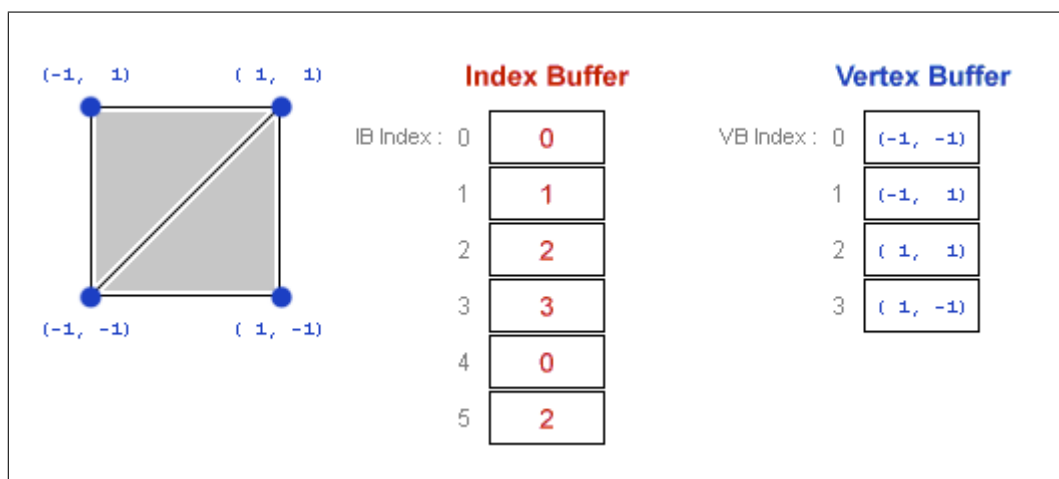 (-1, 1) ( 1, 1)
(-1, -1) ( 1, -1)
Index Buffer
IB Index : 0 0
1 1
2 2
3 3
4 0
5 2
Vertex Buffer
VB Index : 0 (-1, -1)
1 (-1, 1)
2 ( 1, 1)
3 ( 1, -1)